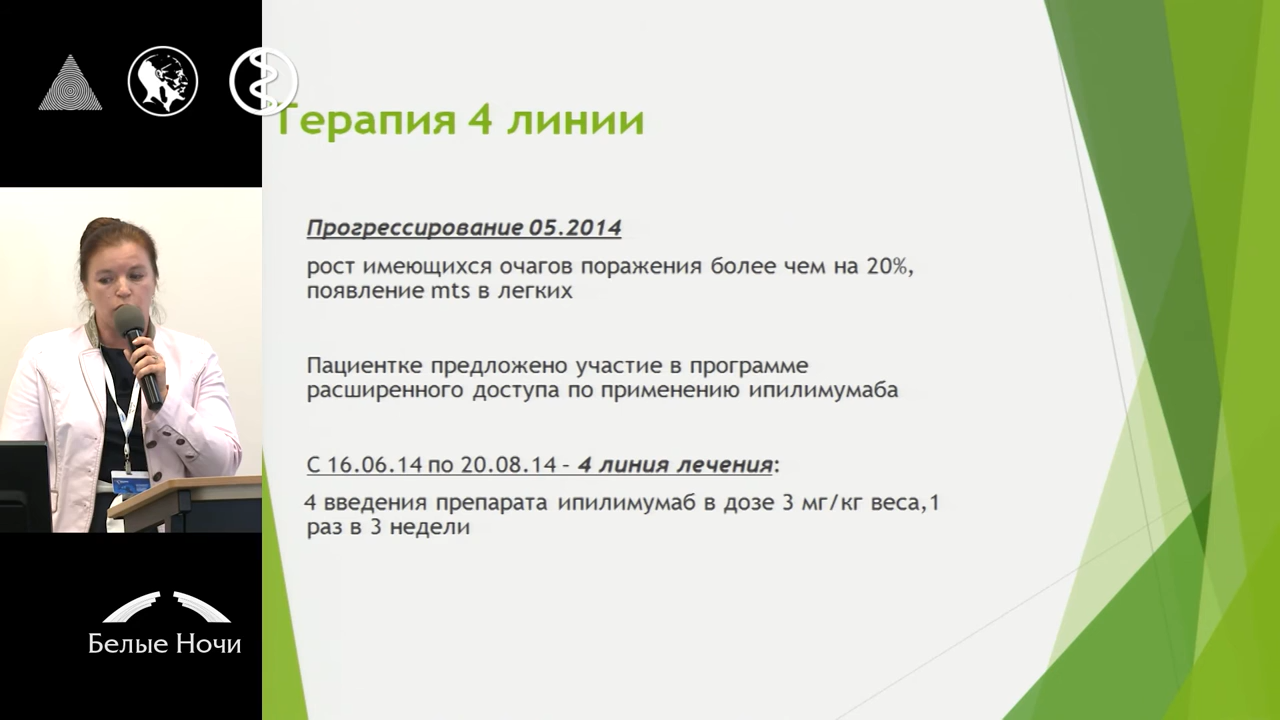 Терапия 4 линии
Прогрессирование 05.2014
рост имеющихся очагов поражения более чем на 20%,
появление mts в легких
Пациентке предложено участие в программе
расширенного доступа по применению ипилимумаба
С 16.06.14 по 20.08.14 – 4 линия лечения:
4 введения препарата ипилимумаб в дозе 3 мг/кг веса,1
раз в 3 недели
Белые Ночи